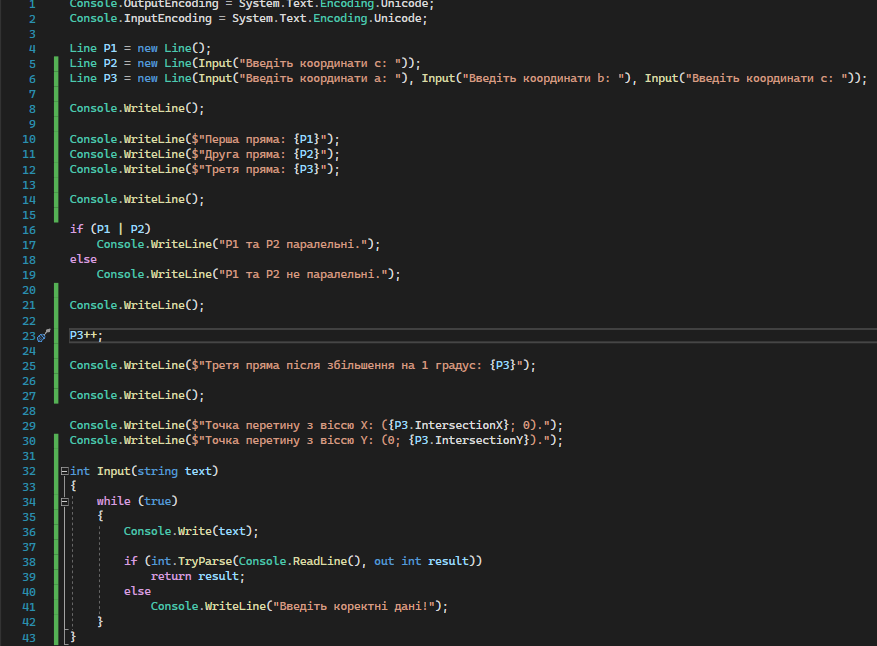 1 Console.OutputEncoding = System.Text.Encoding.Unicode;
2 Console.InputEncoding = System.Text.Encoding.Unicode;
3
4 Line P1 = new Line();
5 Line P2 = new Line(Input("Введіть координати c: "));
6 Line P3 = new Line(Input("Введіть координати a: "), Input("Введіть координати b: "), Input("Введіть координати c: "));
7
8 Console.WriteLine();
9
10 Console.WriteLine($"Перша пряма: {P1}");
11 Console.WriteLine($"Друга пряма: {P2}");
12 Console.WriteLine($"Третя пряма: {P3}");
13
14 Console.WriteLine();
15
16 if (P1 | P2)
17     Console.WriteLine("P1 та P2 паралельні.");
18 else
19     Console.WriteLine("P1 та P2 не паралельні.");
20
21 Console.WriteLine();
22
23 P3++;
24
25 Console.WriteLine($"Третя пряма після збільшення на 1 градус: {P3}");
26
27 Console.WriteLine();
28
29 Console.WriteLine($"Точка перетину з віссю X: ({P3.IntersectionX}; 0).");
30 Console.WriteLine($"Точка перетину з віссю Y: (0; {P3.IntersectionY}).");
31
32 int Input(string text)
33 {
34     while (true)
35     {
36         Console.Write(text);
37
38         if (int.TryParse(Console.ReadLine(), out int result))
39             return result;
40         else
41             Console.WriteLine("Введіть коректні дані!");
42     }
43 }